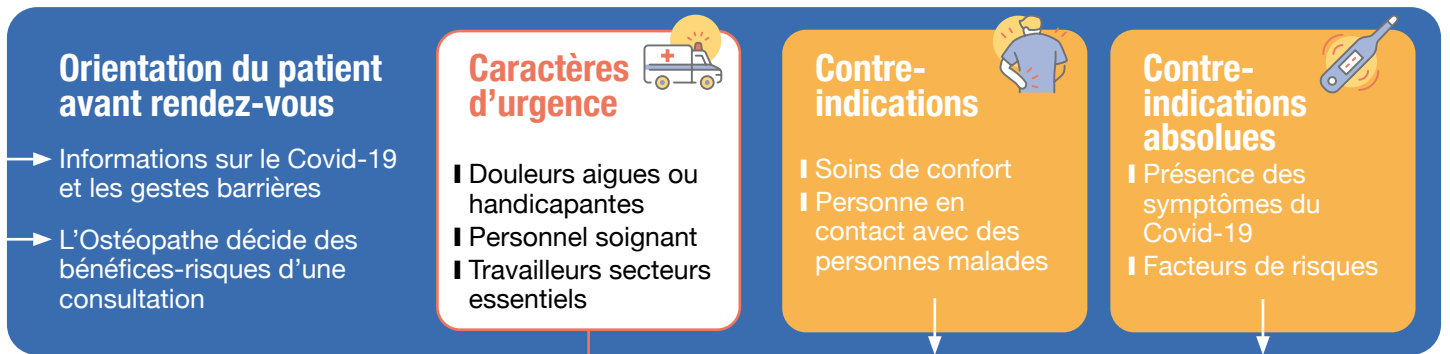 Orientation du patient
avant rendez-vous
Informations sur le Covid-19
et les gestes barrières
L'Ostéopathe décide des
bénéfices-risques d'une
consultation
Caractères
d'urgence
Douleurs aigues ou
handicapantes
Personnel soignant
Travailleurs secteurs
essentiels
Contre-
indications
Soins de confort
Personne en
contact avec des
personnes malades
Contre-
indications
absolues
Présence des
symptômes du
Covid-19
Facteurs de risques